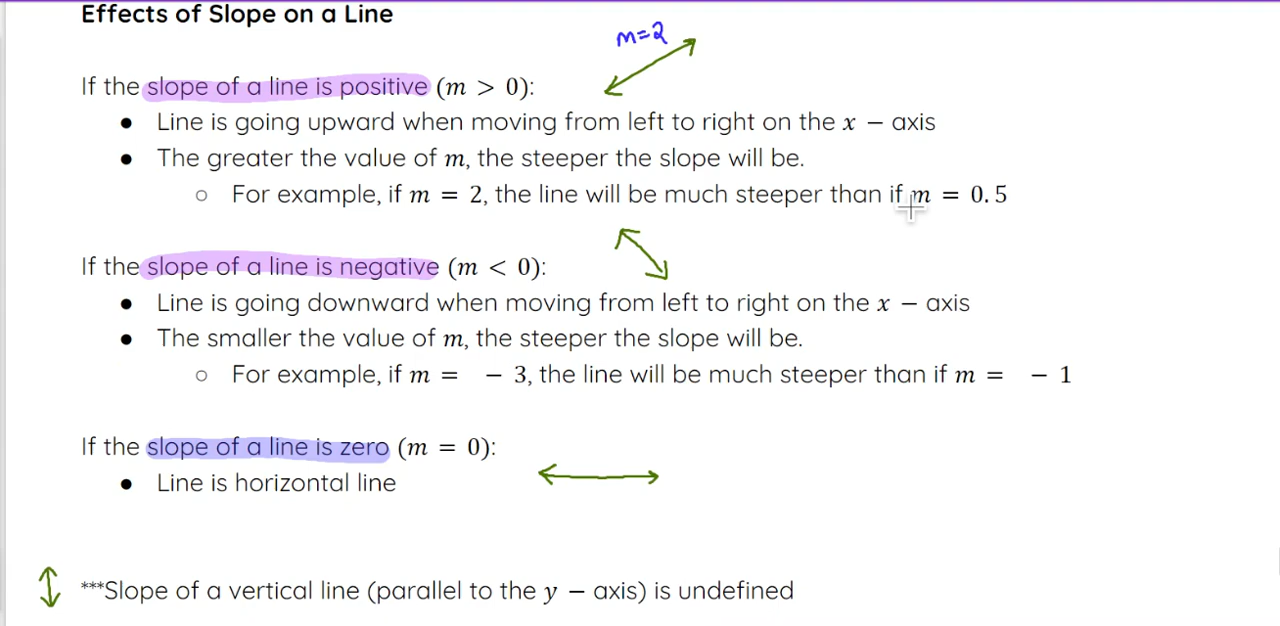 Effects of Slope on a Line
m=2
If the slope of a line is positive (m > 0):
● Line is going upward when moving from left to right on the x − axis
● The greater the value of m, the steeper the slope will be.
○ For example, if m = 2, the line will be much steeper than if m = 0.5
If the slope of a line is negative (m < 0):
● Line is going downward when moving from left to right on the x − axis
● The smaller the value of m, the steeper the slope will be.
○ For example, if m = − 3, the line will be much steeper than if m = − 1
If the slope of a line is zero (m = 0):
● Line is horizontal line
***Slope of a vertical line (parallel to the y − axis) is undefined